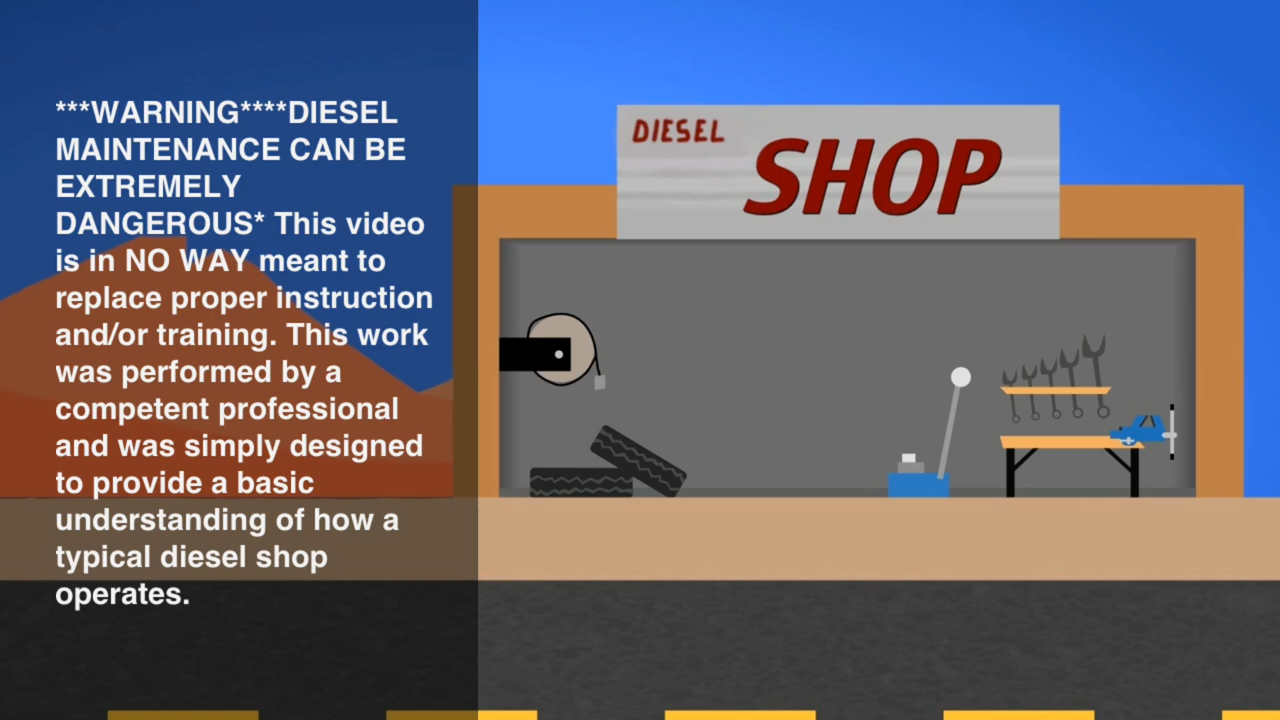 ***WARNING****DIESEL
MAINTENANCE CAN BE
EXTREMELY
DANGEROUS* This video
is in NO WAY meant to
replace proper instruction
and/or training. This work
was performed by a
competent professional
and was simply designed
to provide a basic
understanding of how a
typical diesel shop
operates.
DIESEL
SHOP